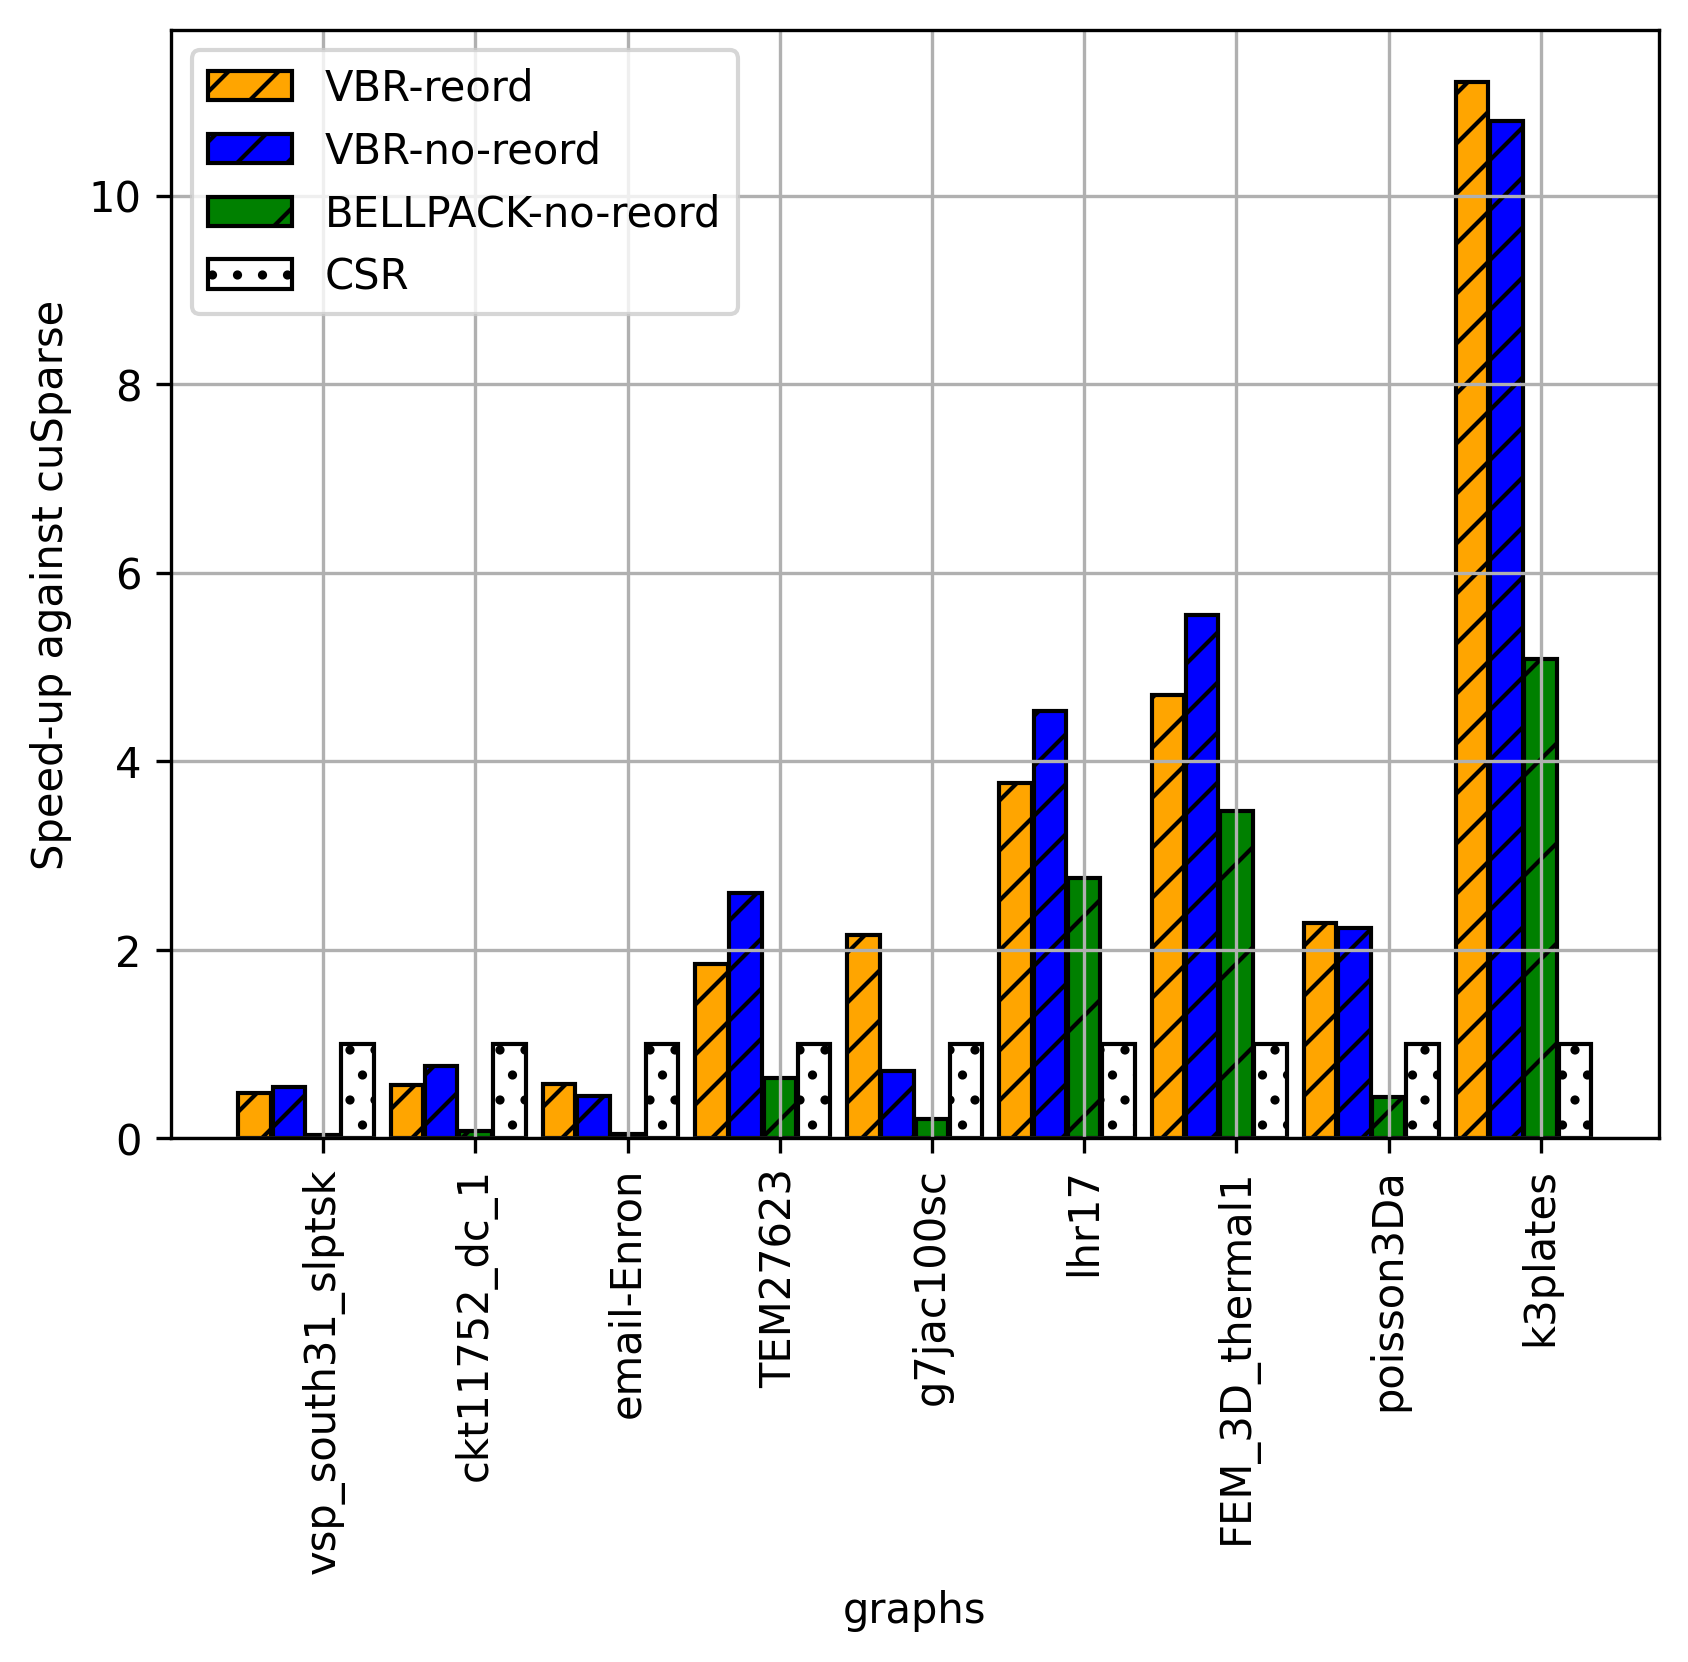 VBR-reord
VBR-no-reord
BELLPACK-no-reord
CSR
Speed-up against cuSparse
10
8
6
4
2
0
vsp_south31_slptsk
ckt11752_dc_1
email-Enron
TEM27623
g7jac100sc
lhr17
FEM_3D_thermal1
poisson3Da
k3plates
graphs